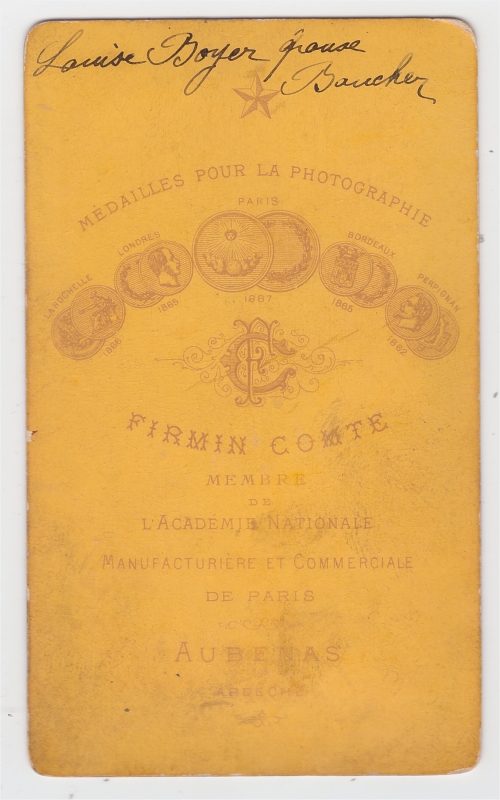 Louise Boyer épouse
Baucher
MÉDAILLES POUR LA PHOTOGRAPHIE
PARIS
LONDRES
BORDEAUX
LA ROCHELLE
PERPIGNAN
1867
1865
1865
1866
1862
FC
FIRMIN COMTE
MEMBRE
DE
L'ACADÉMIE NATIONALE
MANUFACTURIÈRE ET COMMERCIALE
DE PARIS
AUBENAS
ARDÈCHE